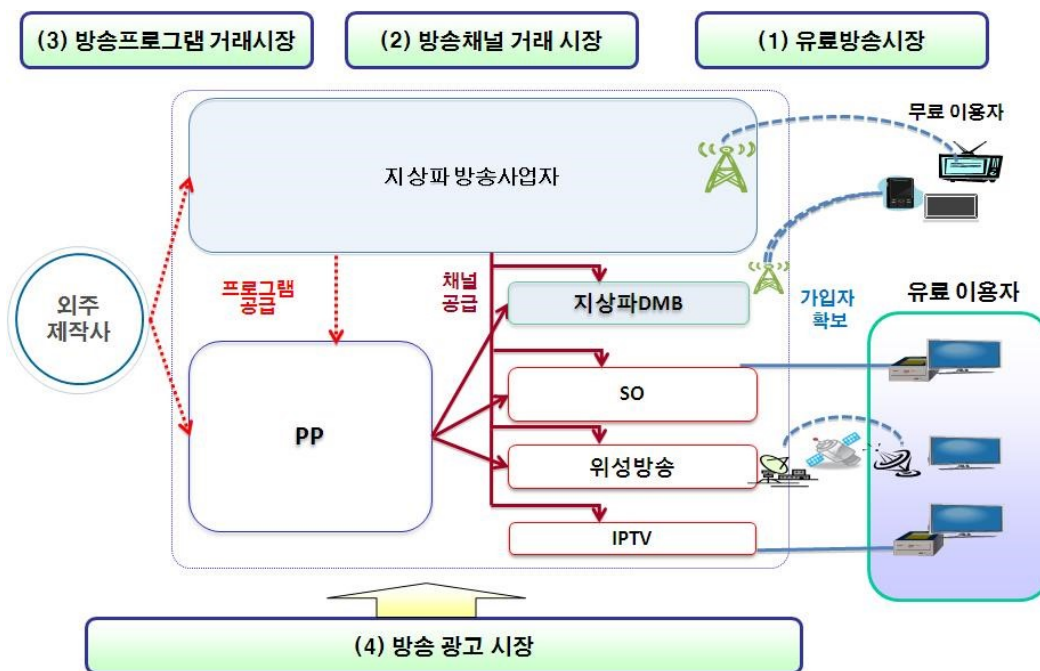 (3) 방송프로그램 거래시장
(2) 방송채널 거래 시장
(1) 유료방송시장
무료 이용자
지상파 방송사업자
외주
제작사
프로그램
공급
채널
공급
지상파DMB
가입자
확보
유료 이용자
PP
SO
위성방송
IPTV
(4) 방송 광고 시장